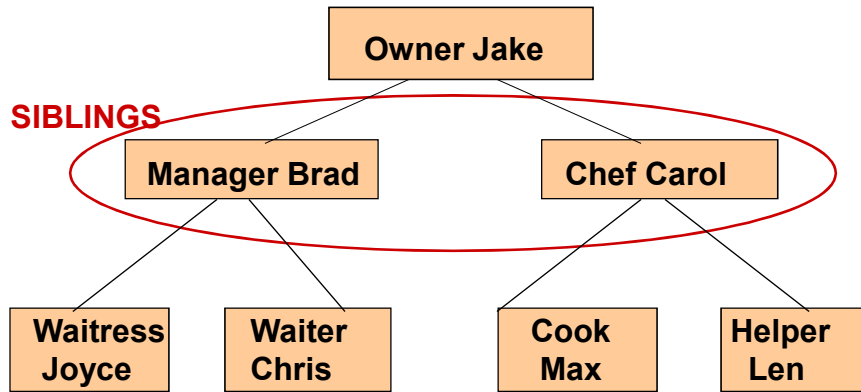 Owner Jake
SIBLINGS
Manager Brad
Chef Carol
Waitress
Joyce
Waiter
Chris
Cook
Max
Helper
Len